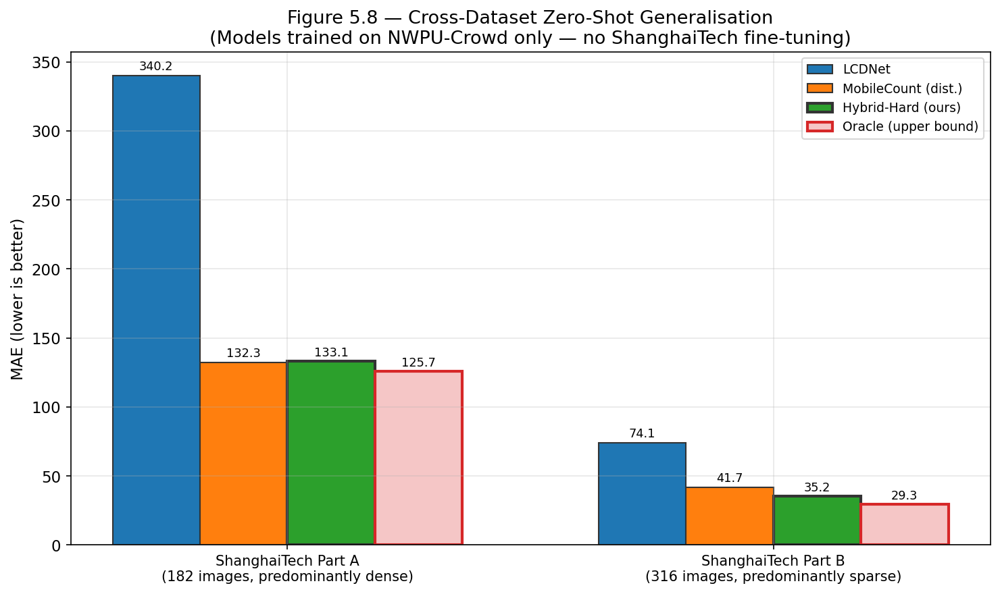 Figure 5.8 — Cross-Dataset Zero-Shot Generalisation
(Models trained on NWPU-Crowd only — no ShanghaiTech fine-tuning)
MAE (lower is better)
350
300
250
200
150
100
50
0
340.2
132.3
133.1
125.7
74.1
41.7
35.2
29.3
LCDNet
MobileCount (dist.)
Hybrid-Hard (ours)
Oracle (upper bound)
ShanghaiTech Part A
(182 images, predominantly dense)
ShanghaiTech Part B
(316 images, predominantly sparse)